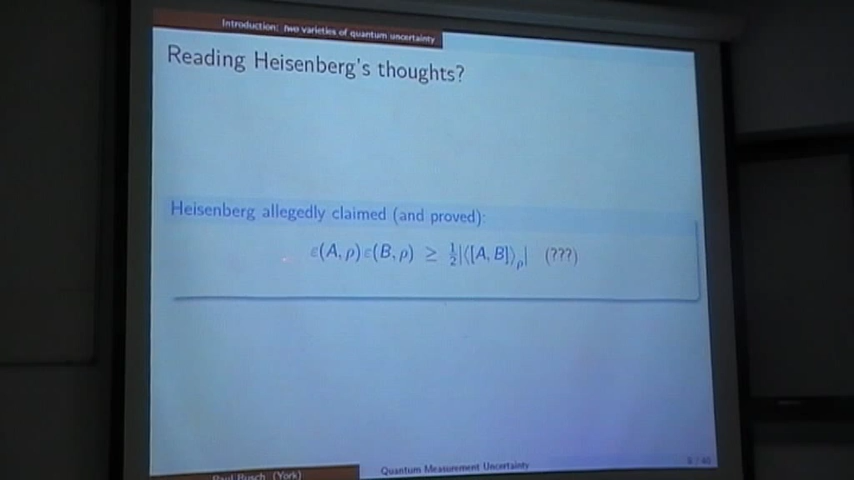 Introduction: two varieties of quantum uncertainty
Reading Heisenberg's thoughts?
Heisenberg allegedly claimed (and proved):
ε(A, ρ) ε(B, ρ) ≥ ½|⟨[A, B]⟩ρ| (???)
Paul Busch (York)
Quantum Measurement Uncertainty